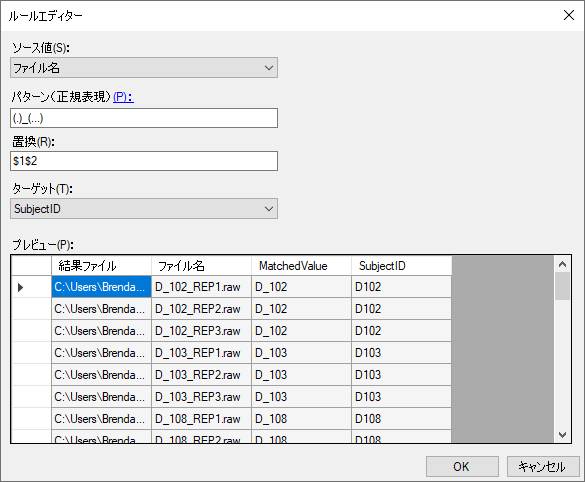 ルールエディター
ソース値(S):
ファイル名
パターン（正規表現）(P):
(.)_(...)
置換(R):
$1$2
ターゲット(T):
SubjectID
プレビュー(P):
結果ファイル ファイル名 MatchedValue SubjectID
C:\Users\Brenda... D_102_REP1.raw D_102 D102
C:\Users\Brenda... D_102_REP2.raw D_102 D102
C:\Users\Brenda... D_102_REP3.raw D_102 D102
C:\Users\Brenda... D_103_REP1.raw D_103 D103
C:\Users\Brenda... D_103_REP2.raw D_103 D103
C:\Users\Brenda... D_103_REP3.raw D_103 D103
C:\Users\Brenda... D_108_REP1.raw D_108 D108
C:\Users\Brenda... D_108_REP2.raw D_108 D108
OK キャンセル